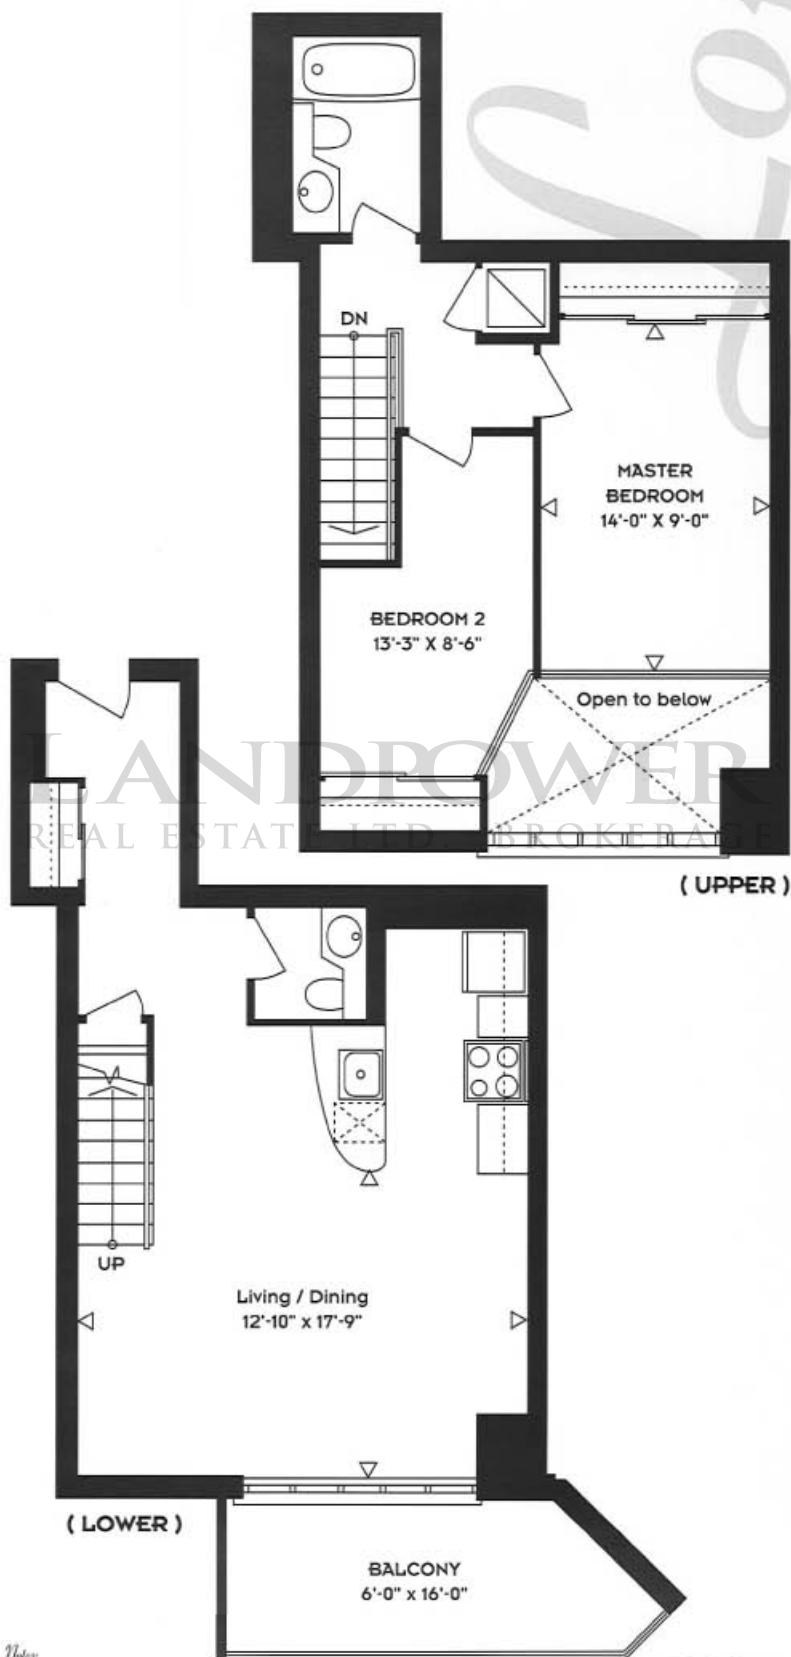 DN
MASTER
BEDROOM
14'-0" X 9'-0"
BEDROOM 2
13'-3" X 8'-6"
Open to below
LANDPOWER
REAL ESTATE LTD. BROKERAGE
( UPPER )
UP
Living / Dining
12'-10" x 17'-9"
( LOWER )
BALCONY
6'-0" x 16'-0"